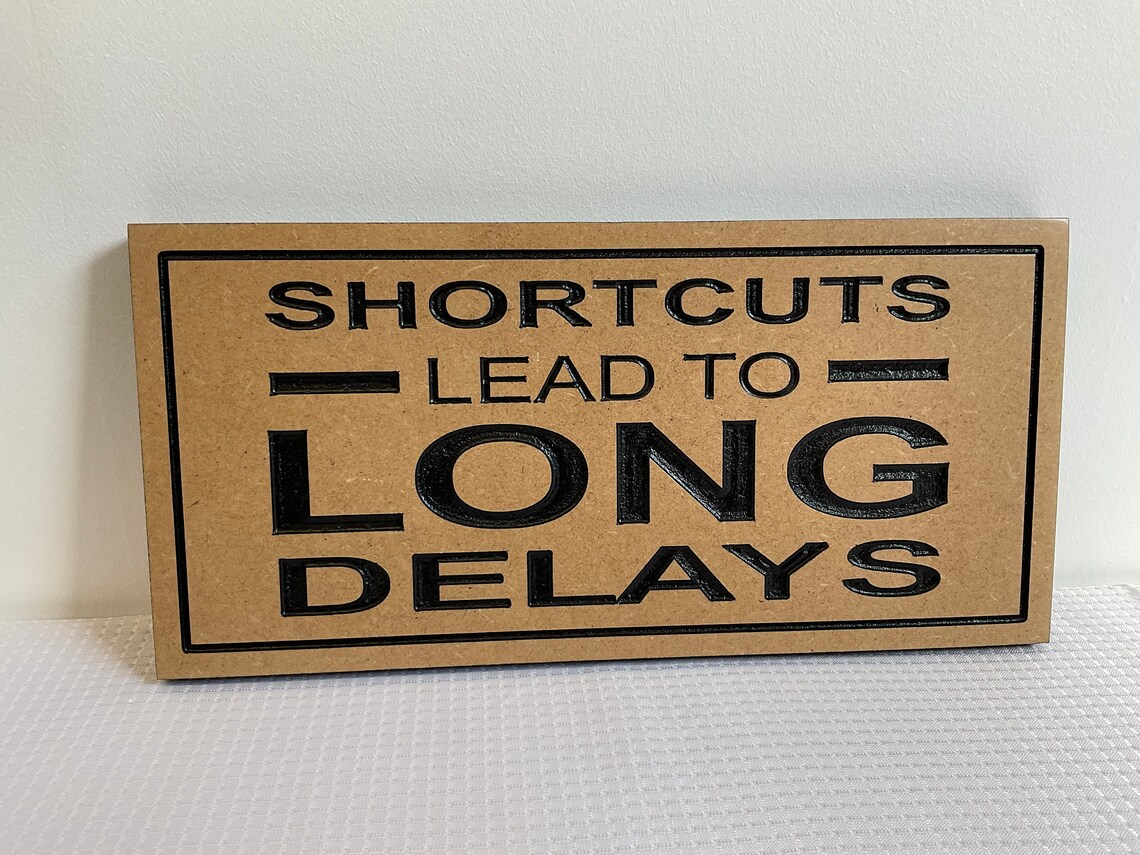 SHORTCUTS
LEAD TO
LONG
DELAYS